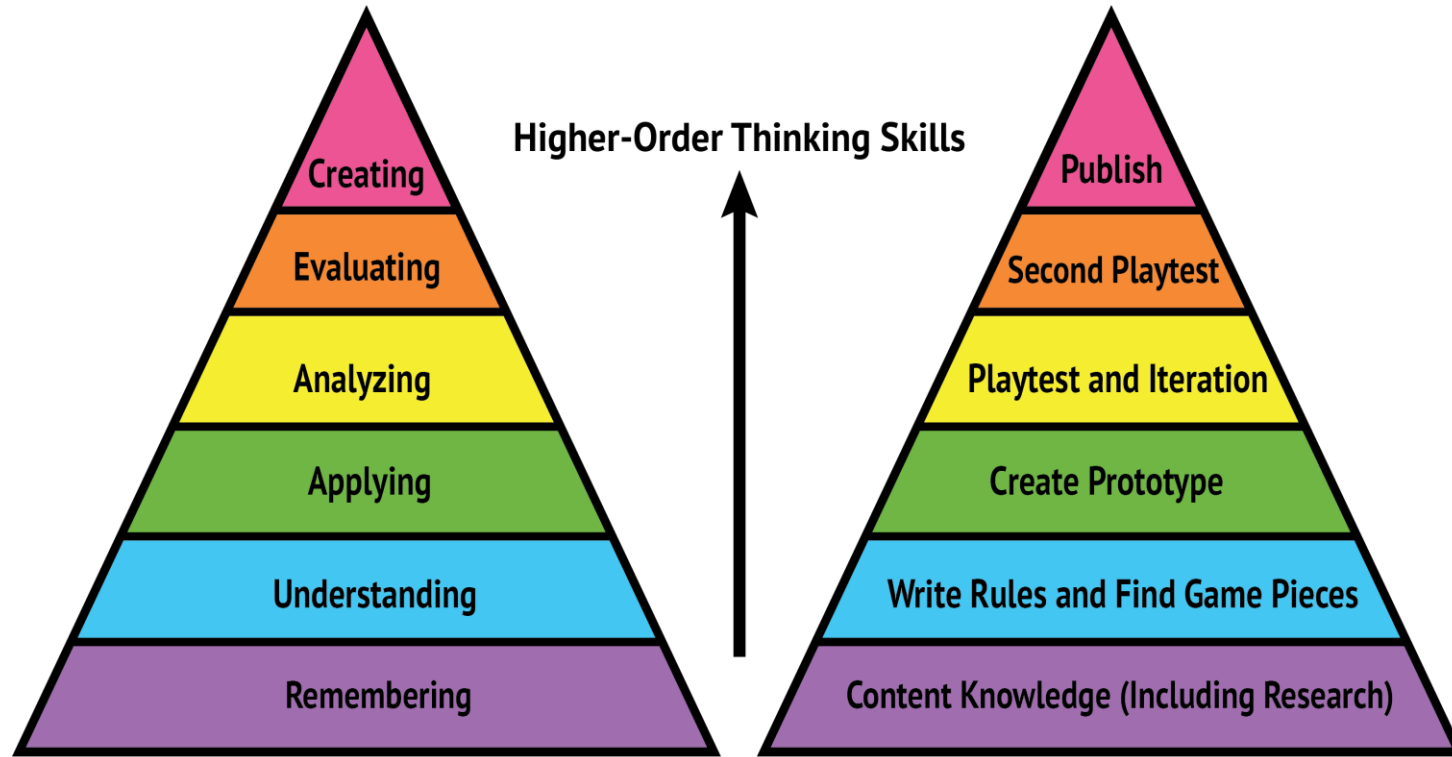 Higher-Order Thinking Skills
Creating
Evaluating
Analyzing
Applying
Understanding
Remembering
Publish
Second Playtest
Playtest and Iteration
Create Prototype
Write Rules and Find Game Pieces
Content Knowledge (Including Research)